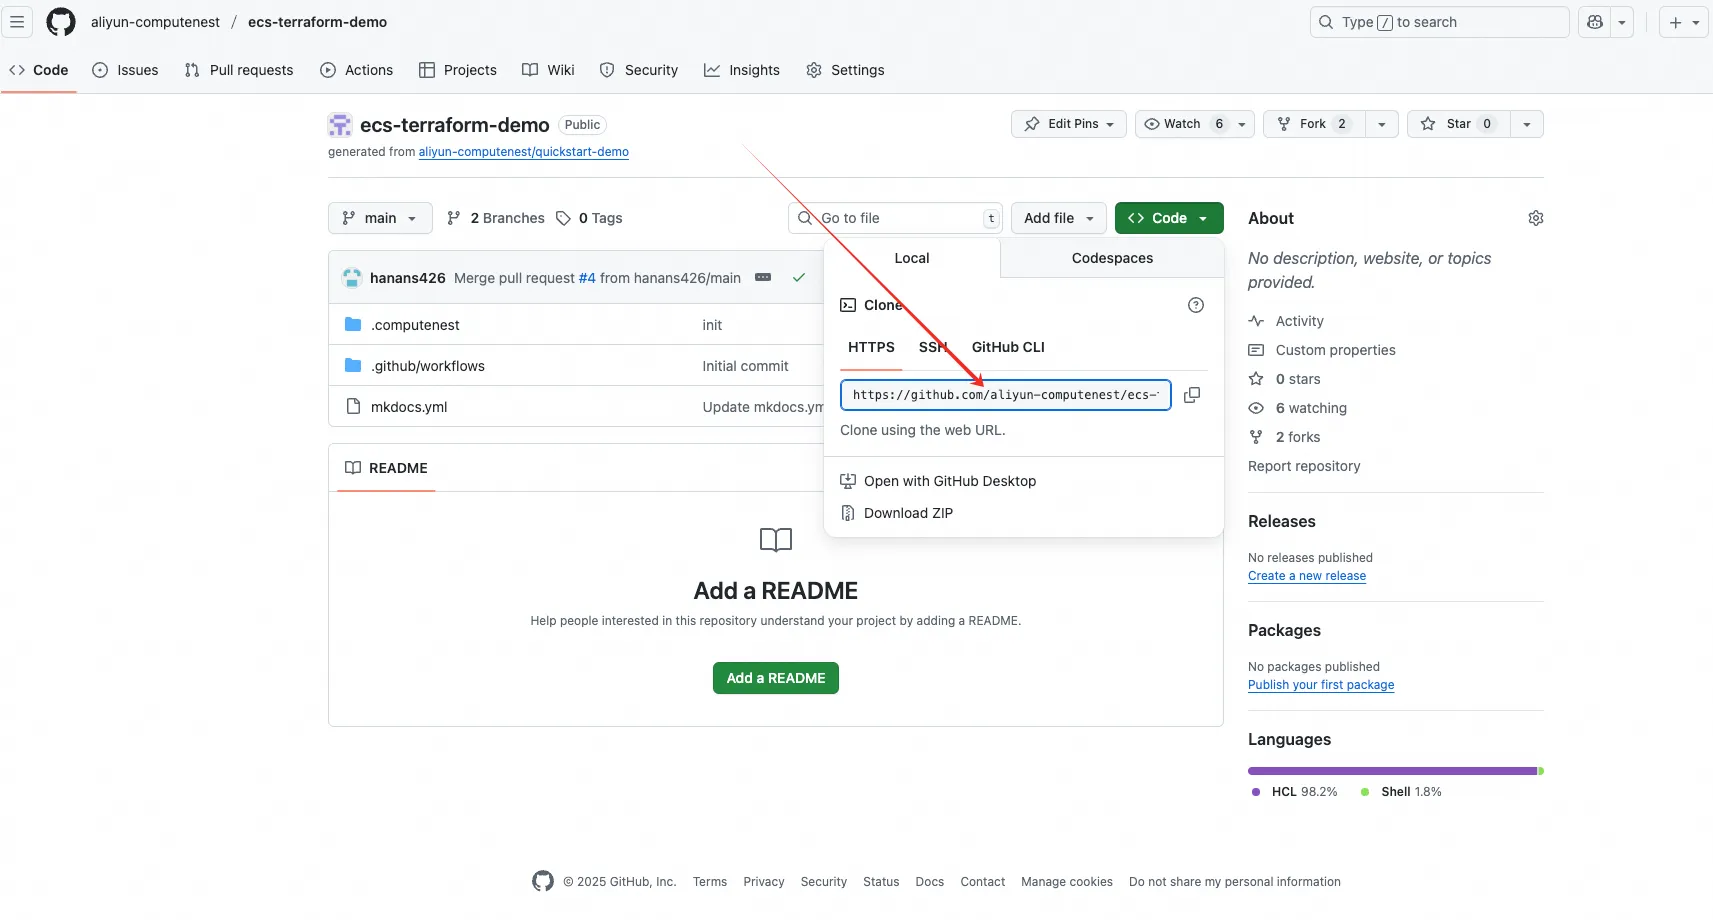 aliyun-computenest / ecs-terraform-demo
Type / to search
Code Issues Pull requests Actions Projects Wiki Security Insights Settings
ecs-terraform-demo Public
Edit Pins Watch 6 Fork 2 Star 0
generated from aliyun-computenest/quickstart-demo
main 2 Branches 0 Tags
Go to file t Add file Code
hanans426 Merge pull request #4 from hanans426/main
.computenest init
.github/workflows Initial commit
mkdocs.yml Update mkdocs.ym
Local Codespaces
Clone
HTTPS SSH GitHub CLI
https://github.com/aliyun-computenest/ecs-
Clone using the web URL.
Open with GitHub Desktop
Download ZIP
README
Add a README
Help people interested in this repository understand your project by adding a README.
Add a README
About
No description, website, or topics
provided.
Activity
Custom properties
0 stars
6 watching
2 forks
Report repository
Releases
No releases published
Create a new release
Packages
No packages published
Publish your first package
Languages
HCL 98.2% Shell 1.8%
© 2025 GitHub, Inc. Terms Privacy Security Status Docs Contact Manage cookies Do not share my personal information